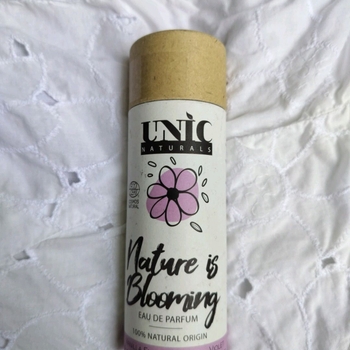 UNIC
NATURALS
Nature is
Blooming
EAU DE PARFUM
100% NATURAL ORIGIN